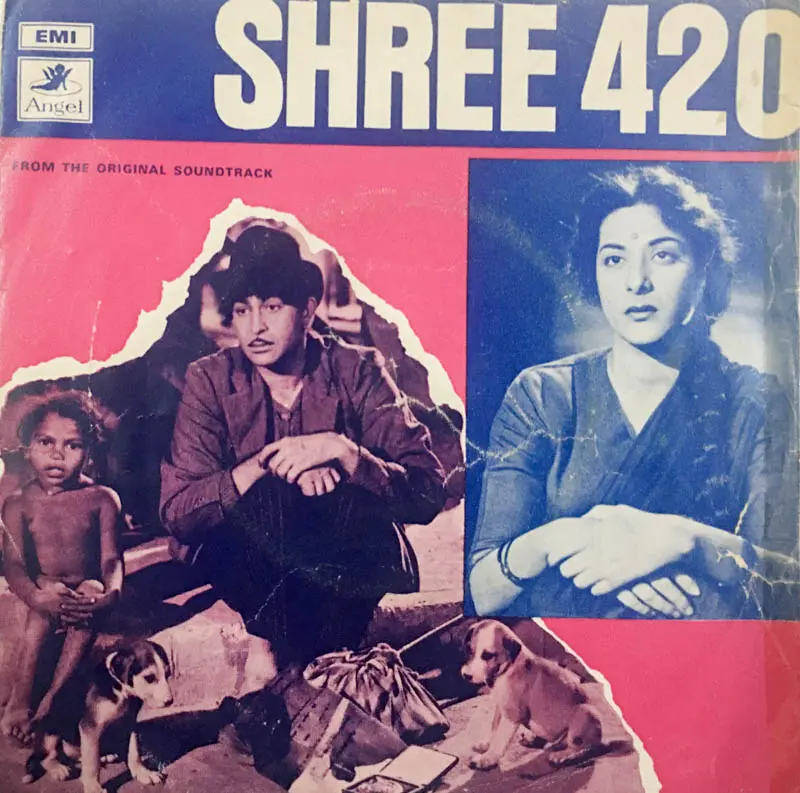 EMI
Angel
SHREE 420
FROM THE ORIGINAL SOUNDTRACK